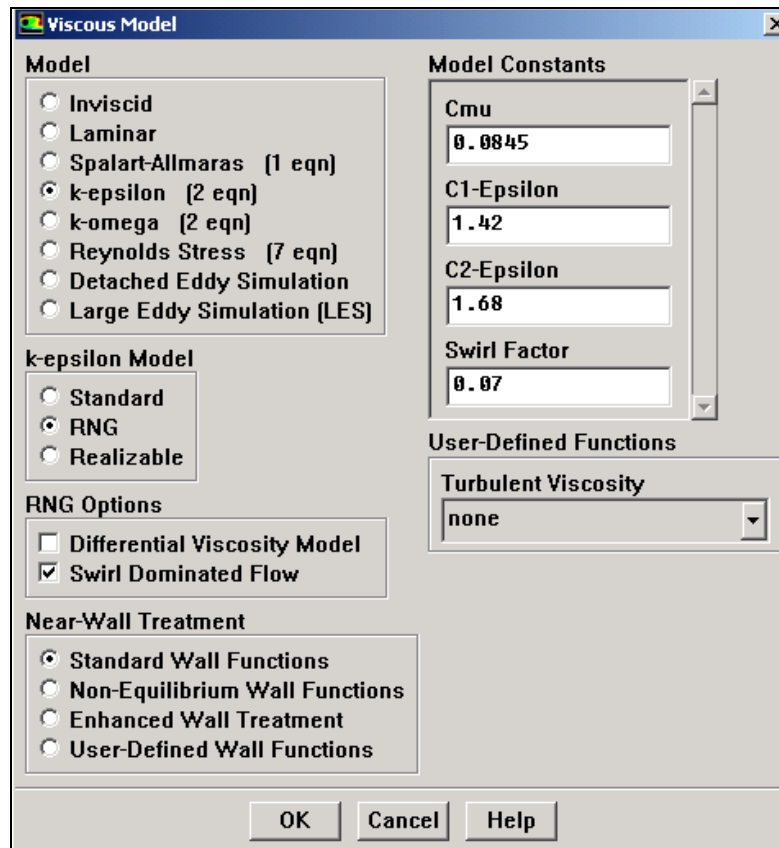 Viscous Model
Model
Inviscid
Laminar
Spalart-Allmaras (1 eqn)
k-epsilon (2 eqn)
k-omega (2 eqn)
Reynolds Stress (7 eqn)
Detached Eddy Simulation
Large Eddy Simulation (LES)
k-epsilon Model
Standard
RNG
Realizable
RNG Options
Differential Viscosity Model
Swirl Dominated Flow
Near-Wall Treatment
Standard Wall Functions
Non-Equilibrium Wall Functions
Enhanced Wall Treatment
User-Defined Wall Functions
Model Constants
Cmu
0.0845
C1-Epsilon
1.42
C2-Epsilon
1.68
Swirl Factor
0.07
User-Defined Functions
Turbulent Viscosity
none
OK
Cancel
Help